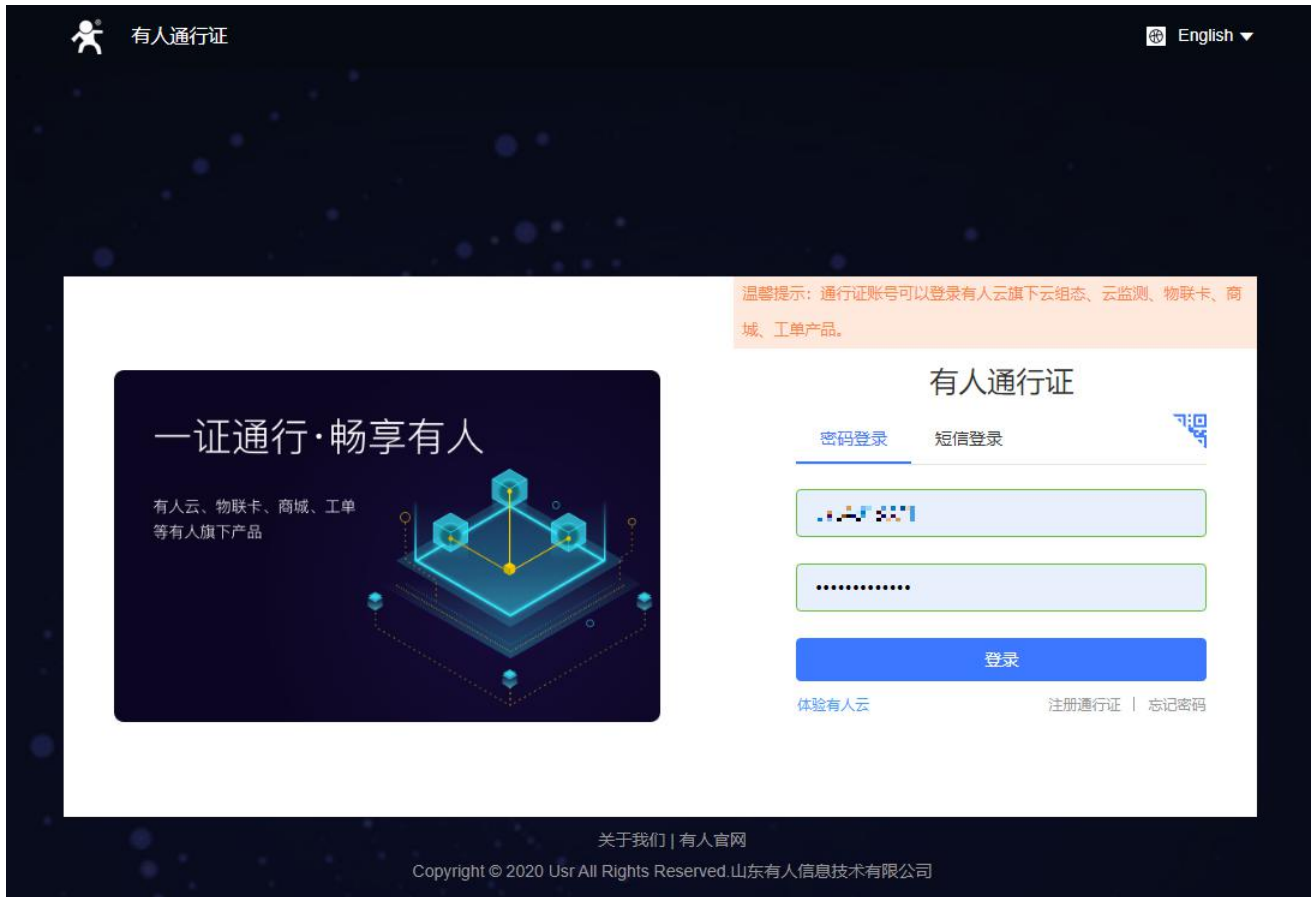 有人通行证
English
温馨提示：通行证账号可以登录有人云旗下云组态、云监测、物联卡、商
城、工单产品。
一证通行·畅享有人
有人云、物联卡、商城、工单
等有人旗下产品
有人通行证
密码登录 短信登录
•••••••••••••
登录
体验有人云 注册通行证 | 忘记密码
关于我们 | 有人官网
Copyright © 2020 Usr All Rights Reserved.山东有人信息技术有限公司